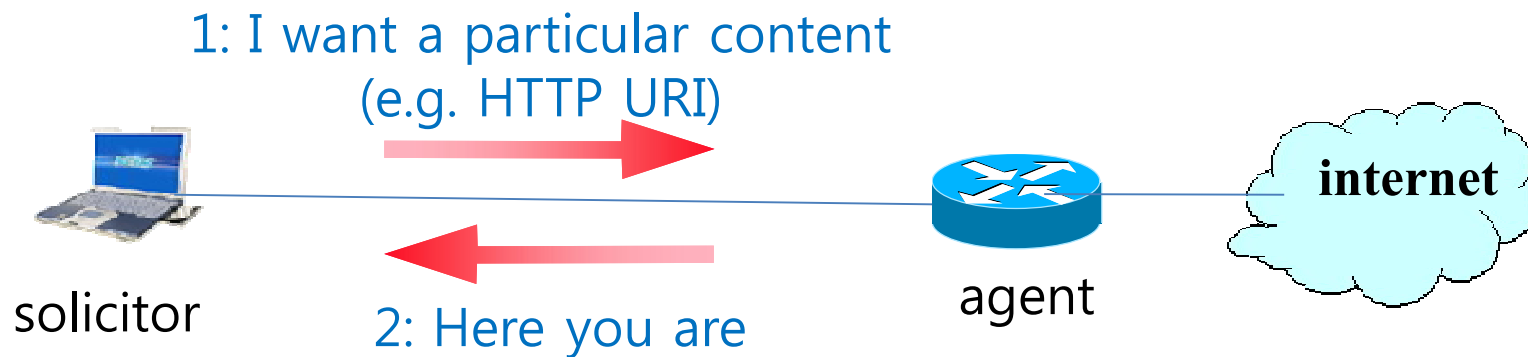 1: I want a particular content
(e.g. HTTP URI)
internet
solicitor
agent
2: Here you are